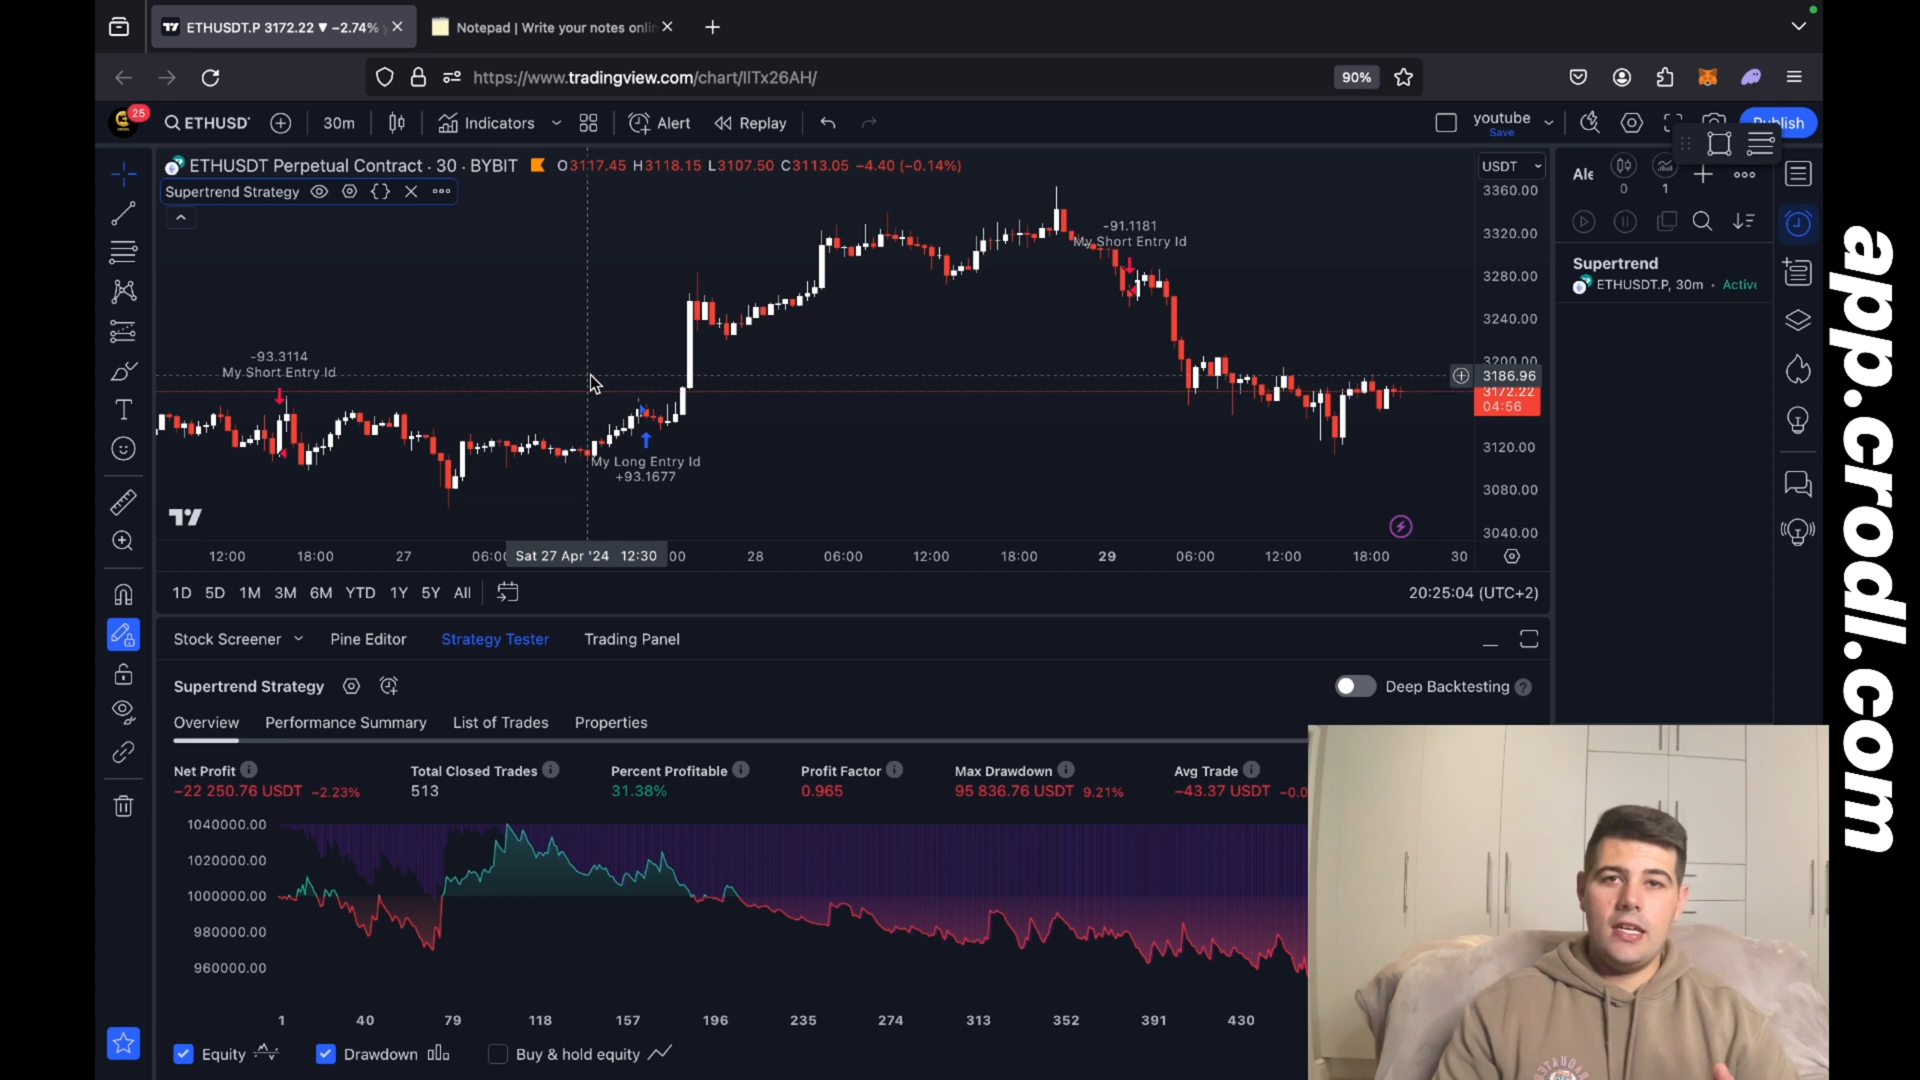 ETHUSDT.P 3172.22 ▼ −2.74%
Notepad | Write your notes onlin
https://www.tradingview.com/chart/IlTx26AH/
90%
25
ETHUSD
30m
Indicators
Alert
Replay
youtube
Save
Publish
ETHUSDT Perpetual Contract · 30 · BYBIT
O3117.45 H3118.15 L3107.50 C3113.05 −4.40 (−0.14%)
USDT
Supertrend Strategy
Ale
0
1
Supertrend
ETHUSDT.P, 30m · Active
3360.00
3320.00
3280.00
3240.00
3200.00
3186.96
3172.22
04:56
3120.00
3080.00
3040.00
-91.1181
My Short Entry Id
-93.3114
My Short Entry Id
My Long Entry Id
+93.1677
12:00
18:00
27
06:00
Sat 27 Apr '24 12:30
00
28
06:00
12:00
18:00
29
06:00
12:00
18:00
30
1D 5D 1M 3M 6M YTD 1Y 5Y All
20:25:04 (UTC+2)
Stock Screener
Pine Editor
Strategy Tester
Trading Panel
Supertrend Strategy
Deep Backtesting
Overview
Performance Summary
List of Trades
Properties
Net Profit
−22 250.76 USDT −2.23%
Total Closed Trades
513
Percent Profitable
31.38%
Profit Factor
0.965
Max Drawdown
95 836.76 USDT 9.21%
Avg Trade
−43.37 USDT −0.0
1040000.00
1020000.00
1000000.00
980000.00
960000.00
1 40 79 118 157 196 235 274 313 352 391 430
Equity
Drawdown
Buy & hold equity
app.crodl.com